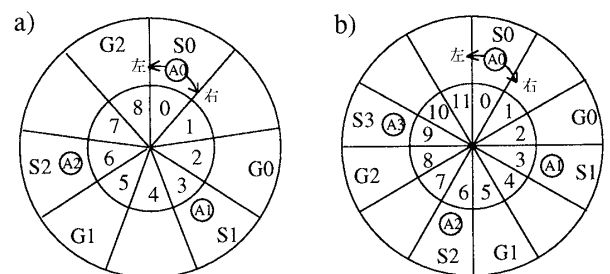 a)
G2 S0
左 A0 右
8 0
7 1
6 2
5 4 3
S2 A2
G0
A1
G1 S1
b)
S0
左 A0 右
11 0
10 1
9 2
8 3
7 6 5 4
S3 A3
G0
A1 S1
G2
A2
S2 G1